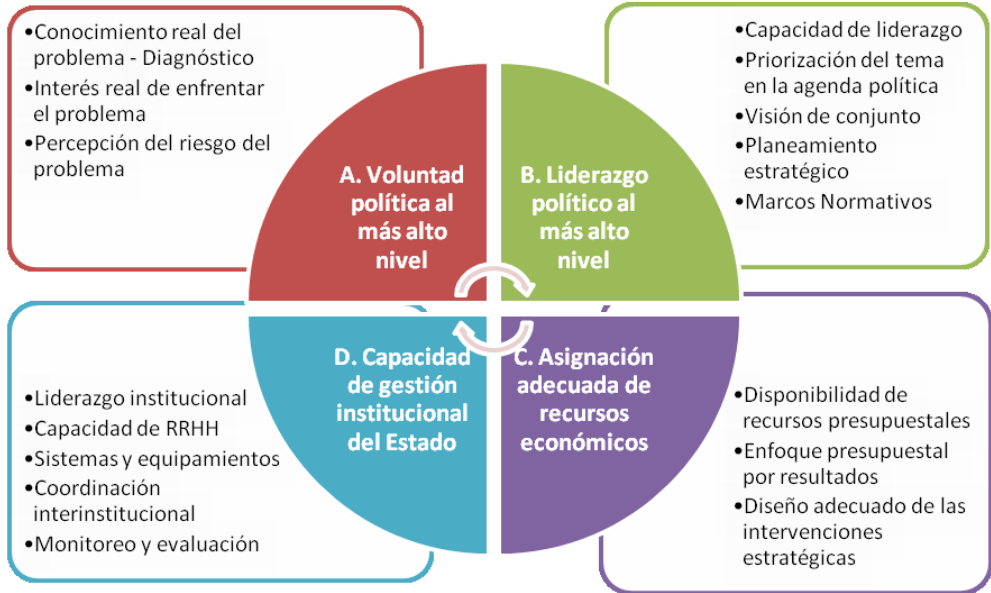 •Conocimiento real del
problema - Diagnóstico
•Interés real de enfrentar
el problema
•Percepción del riesgo del
problema
A. Voluntad
política al
más alto
nivel
B. Liderazgo
político al
más alto
nivel
•Capacidad de liderazgo
•Priorización del tema
en la agenda política
•Visión de conjunto
•Planeamiento
estratégico
•Marcos Normativos
•Liderazgo institucional
•Capacidad de RRHH
•Sistemas y equipamientos
•Coordinación
interinstitucional
•Monitoreo y evaluación
D. Capacidad
de gestión
institucional
del Estado
C. Asignación
adecuada de
recursos
económicos
•Disponibilidad de
recursos presupuestales
•Enfoque presupuestal
por resultados
•Diseño adecuado de las
intervenciones
estratégicas